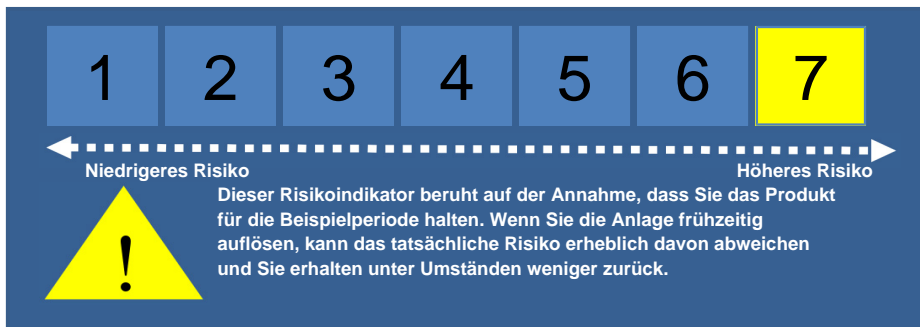 1 2 3 4 5 6 7
Niedrigeres Risiko Höheres Risiko
Dieser Risikoindikator beruht auf der Annahme, dass Sie das Produkt
für die Beispielperiode halten. Wenn Sie die Anlage frühzeitig
auflösen, kann das tatsächliche Risiko erheblich davon abweichen
und Sie erhalten unter Umständen weniger zurück.
!